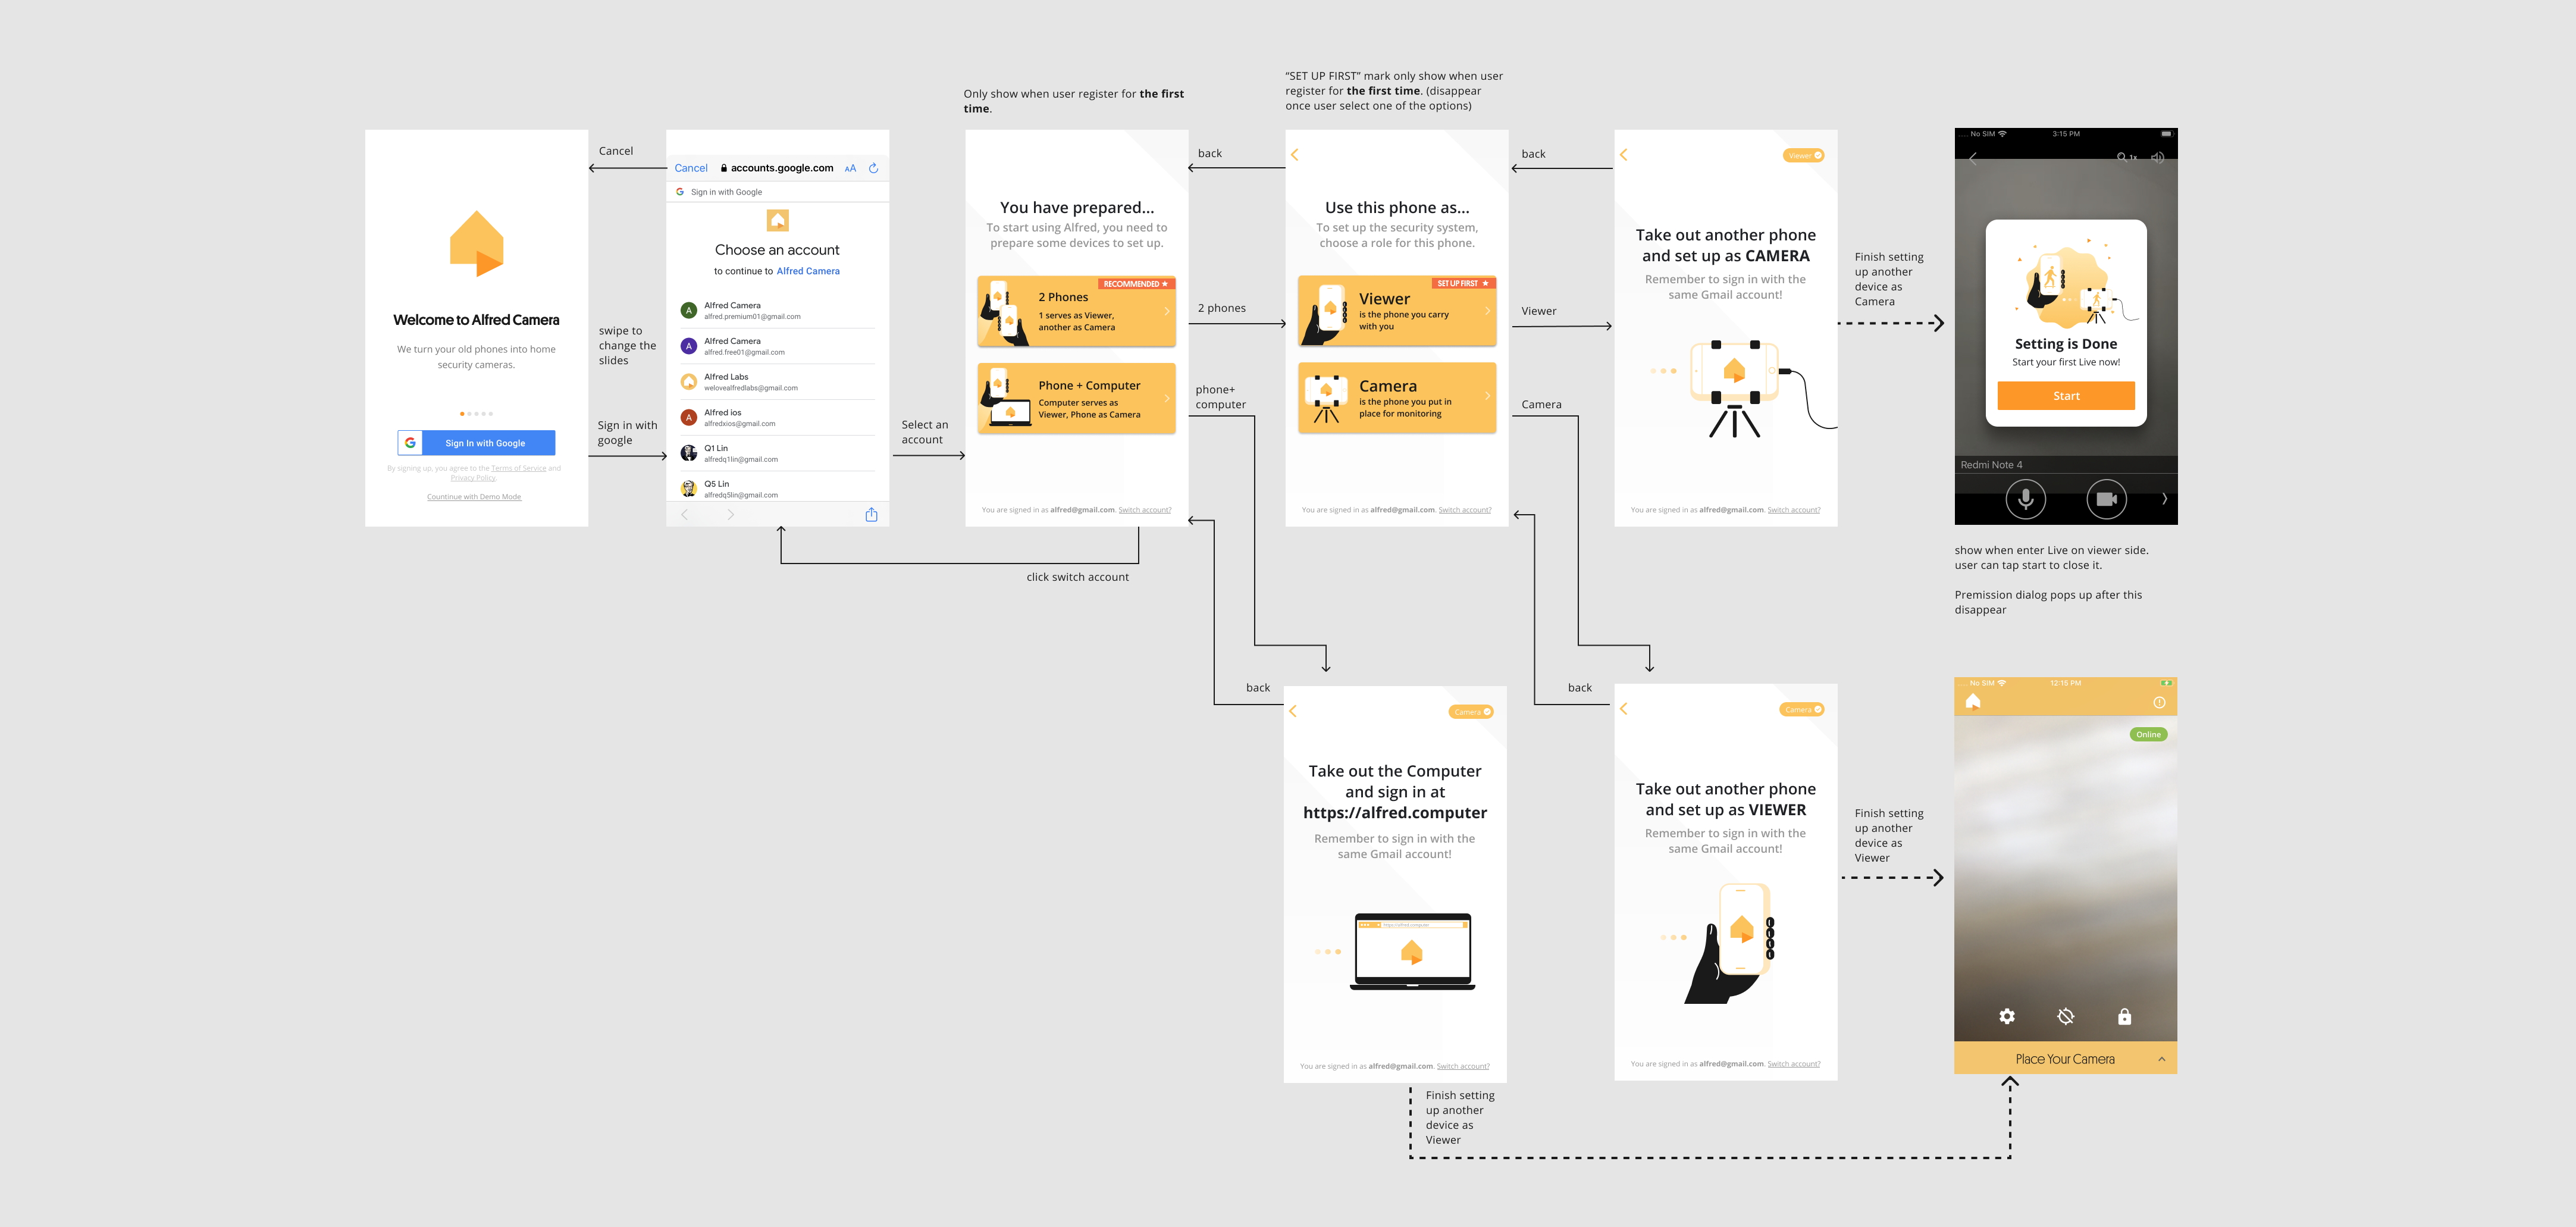 Welcome to Alfred Camera
We turn your old phones into home
security cameras.
Sign In with Google
By signing up, you agree to the Terms of Service and
Privacy Policy.
Countinue with Demo Mode
Cancel
swipe to
change the
slides
Sign in with
google
Cancel
accounts.google.com
AA
Sign in with Google
Choose an account
to continue to Alfred Camera
A
Alfred Camera
alfred.premium01@gmail.com
A
Alfred Camera
alfred.free01@gmail.com
Alfred Labs
welovealfredlabs@gmail.com
A
Alfred ios
alfredxios@gmail.com
Q1 Lin
alfredq1lin@gmail.com
Q5 Lin
alfredq5lin@gmail.com
Select an
account
click switch account
Only show when user register for the first
time.
You have prepared...
To start using Alfred, you need to
prepare some devices to set up.
RECOMMENDED
2 Phones
1 serves as Viewer,
another as Camera
Phone + Computer
Computer serves as
Viewer, Phone as Camera
You are signed in as alfred@gmail.com. Switch account?
back
2 phones
phone+
computer
“SET UP FIRST” mark only show when user
register for the first time. (disappear
once user select one of the options)
Use this phone as...
To set up the security system,
choose a role for this phone.
SET UP FIRST
Viewer
is the phone you carry
with you
Camera
is the phone you put in
place for monitoring
You are signed in as alfred@gmail.com. Switch account?
back
Viewer
Camera
Viewer
Take out another phone
and set up as CAMERA
Remember to sign in with the
same Gmail account!
You are signed in as alfred@gmail.com. Switch account?
Finish setting
up another
device as
Camera
No SIM
3:15 PM
1x
Setting is Done
Start your first Live now!
Start
Redmi Note 4
show when enter Live on viewer side.
user can tap start to close it.
Premission dialog pops up after this
disappear
back
Camera
Take out the Computer
and sign in at
https://alfred.computer
Remember to sign in with the
same Gmail account!
https://alfred.computer
You are signed in as alfred@gmail.com. Switch account?
Finish setting
up another
device as
Viewer
back
Camera
Take out another phone
and set up as VIEWER
Remember to sign in with the
same Gmail account!
You are signed in as alfred@gmail.com. Switch account?
Finish setting
up another
device as
Viewer
No SIM
12:15 PM
Online
Place Your Camera